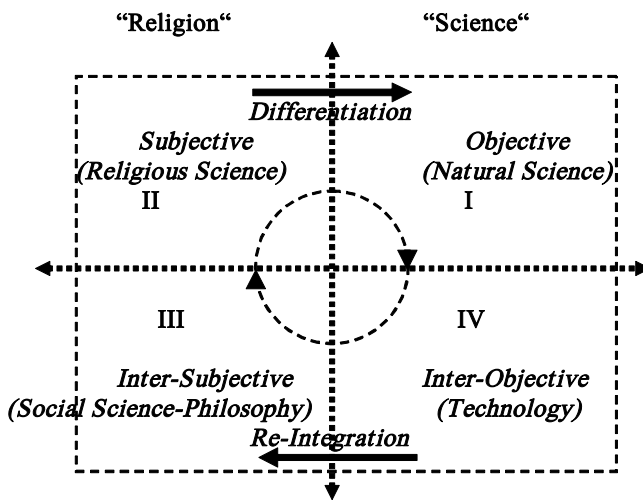 “Religion“
“Science“
Differentiation
Subjective
(Religious Science)
II
Objective
(Natural Science)
I
III
IV
Inter-Subjective
(Social Science-Philosophy)
Inter-Objective
(Technology)
Re-Integration